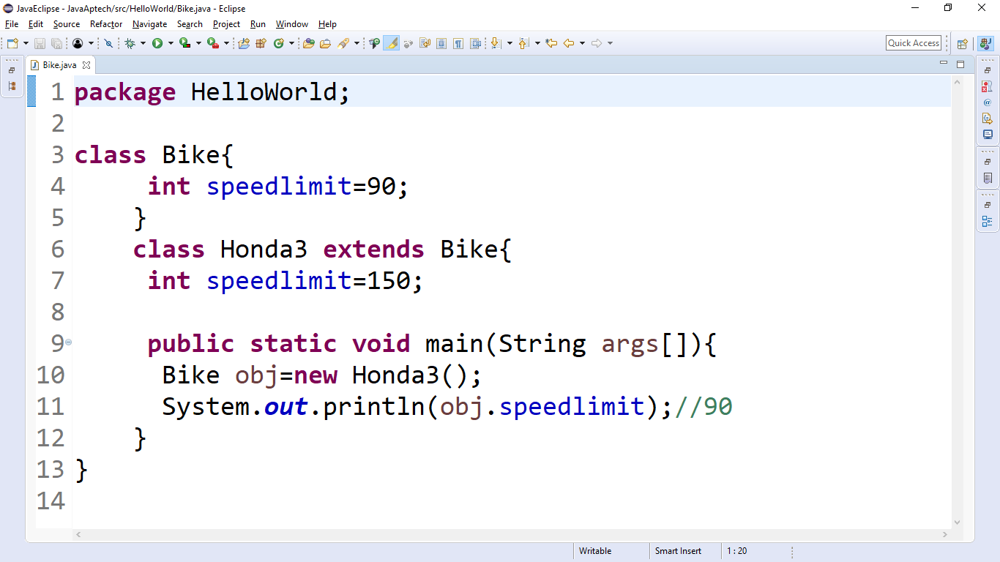 JavaEclipse - JavaAptech/src/HelloWorld/Bike.java - Eclipse
File Edit Source Refactor Navigate Search Project Run Window Help
Quick Access
Bike.java
1 package HelloWorld;
2
3 class Bike{
4 int speedlimit=90;
5 }
6 class Honda3 extends Bike{
7 int speedlimit=150;
8
9 public static void main(String args[]){
10 Bike obj=new Honda3();
11 System.out.println(obj.speedlimit);//90
12 }
13 }
14
Writable Smart Insert 1 : 20